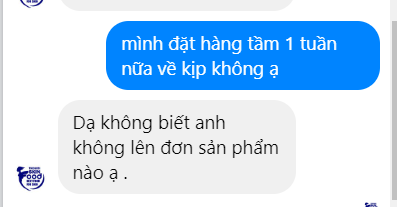 mình đặt hàng tầm 1 tuần
nữa về kịp không ạ
Dạ không biết anh
không lên đơn sản phẩm
nào ạ .